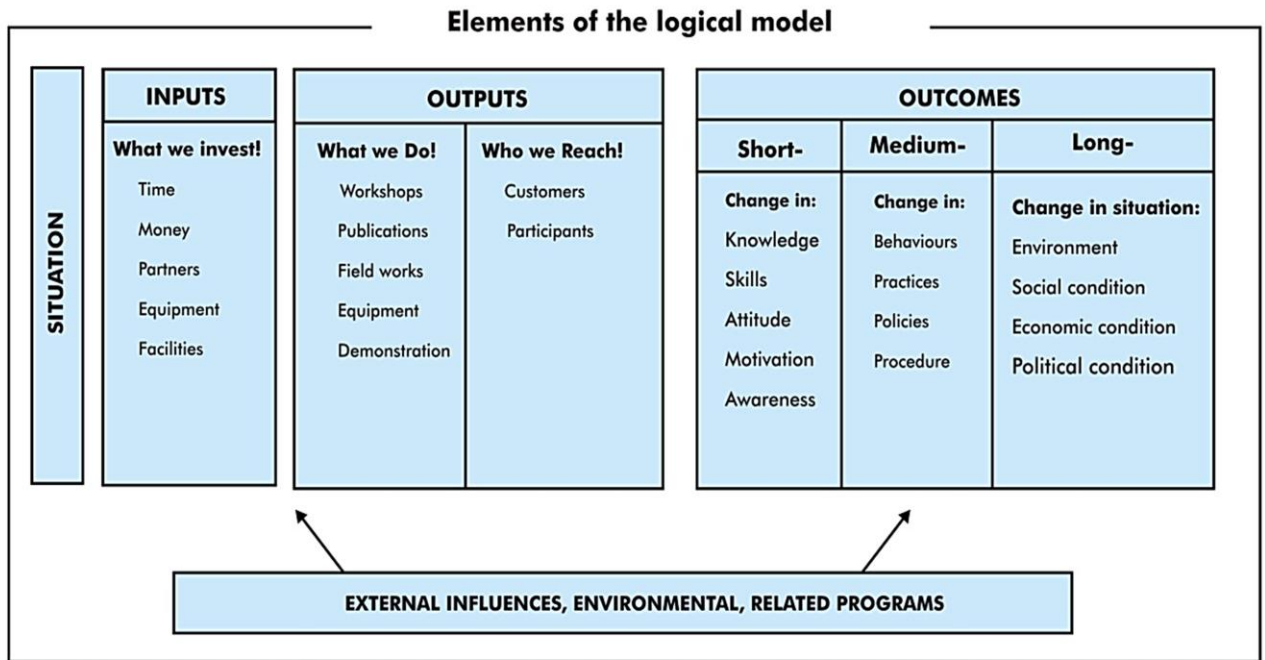 Elements of the logical model
SITUATION
INPUTS
What we invest!
Time
Money
Partners
Equipment
Facilities
OUTPUTS
What we Do!
Workshops
Publications
Field works
Equipment
Demonstration
Who we Reach!
Customers
Participants
OUTCOMES
Short-
Change in:
Knowledge
Skills
Attitude
Motivation
Awareness
Medium-
Change in:
Behaviours
Practices
Policies
Procedure
Long-
Change in situation:
Environment
Social condition
Economic condition
Political condition
EXTERNAL INFLUENCES, ENVIRONMENTAL, RELATED PROGRAMS